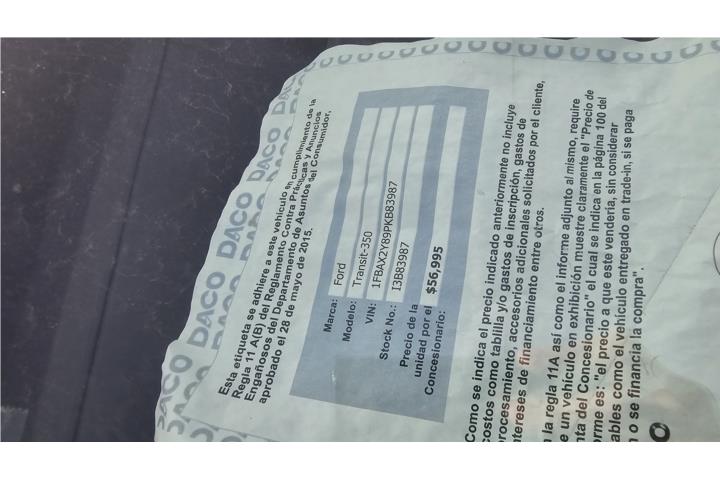 DACO DACO DACO DACO
Esta etiqueta se adhiere a este vehículo en cumplimiento de la
Regla 11 A(B) del Reglamento Contra Prácticas y Anuncios
Engañosos del Departamento de Asuntos del Consumidor,
aprobado el 28 de mayo de 2015.
Marca: Ford
Modelo: Transit-350
VIN: 1FBAX2Y89PKB83987
Stock No.: I3B83987
Precio de la
unidad por el
Concesionario: $56,995
Como se indica el precio indicado anteriormente no incluye
costos como tablilla y/o gastos de inscripción, gastos de
procesamiento, accesorios adicionales solicitados por el cliente,
intereses de financiamiento entre otros.
n la regla 11A así como el informe adjunto al mismo, require
e un vehículo en exhibición muestre claramente el "Precio de
nta del Concesionario" el cual se indica en la página 100 del
orme es: "el precio a que este vendería, sin considerar
ables como el vehículo entregado en trade-in, si se paga
n o se financia la compra".